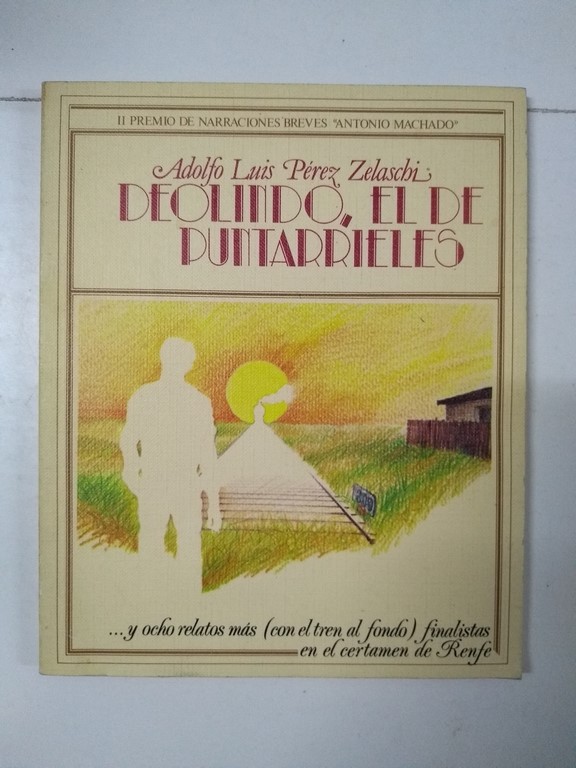 II PREMIO DE NARRACIONES BREVES "ANTONIO MACHADO"
Adolfo Luis Pérez Zelaschi
DEOLINDO, EL DE
PUNTARRIELES
...y ocho relatos más (con el tren al fondo) finalistas
en el certamen de Renfe